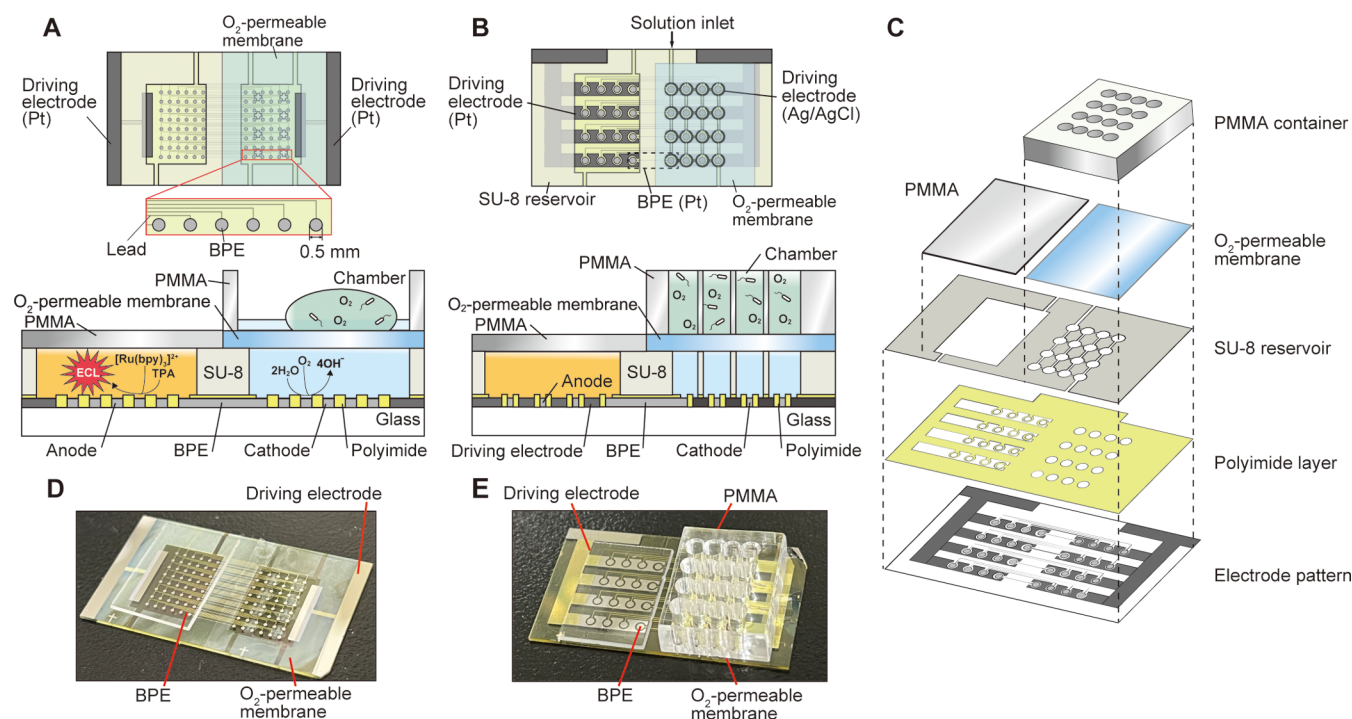 A
O₂-permeable
membrane
Driving
electrode
(Pt)
Driving
electrode
(Pt)
Lead
BPE
0.5 mm
PMMA
Chamber
O₂-permeable membrane
PMMA
O₂
O₂
O₂
[Ru(bpy)₃]²⁺
ECL
TPA
SU-8
2H₂O
O₂
4OH⁻
Glass
Anode
BPE
Cathode
Polyimide
B
Solution inlet
Driving
electrode
(Pt)
Driving
electrode
(Ag/AgCl)
SU-8 reservoir
BPE (Pt)
O₂-permeable
membrane
PMMA
Chamber
O₂-permeable membrane
PMMA
O₂
O₂
O₂
O₂
SU-8
Anode
Glass
Driving electrode
BPE
Cathode
Polyimide
C
PMMA container
PMMA
O₂-permeable
membrane
SU-8 reservoir
Polyimide layer
Electrode pattern
D
Driving electrode
BPE
O₂-permeable
membrane
E
Driving electrode
PMMA
BPE
O₂-permeable
membrane